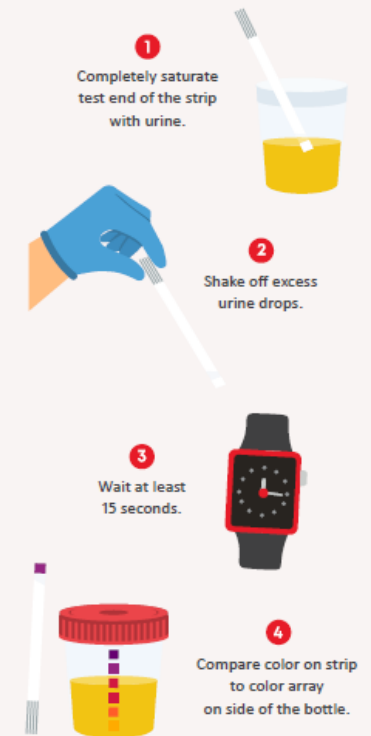 1
Completely saturate
test end of the strip
with urine.
2
Shake off excess
urine drops.
3
Wait at least
15 seconds.
4
Compare color on strip
to color array
on side of the bottle.